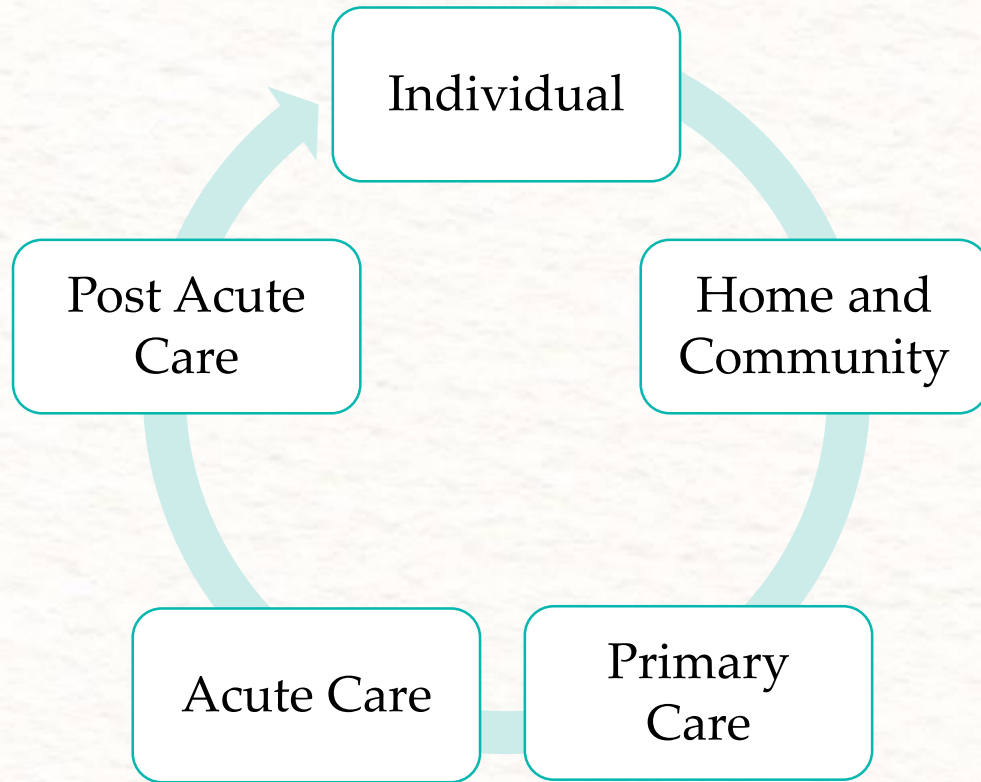 Individual
Home and
Community
Primary
Care
Acute Care
Post Acute
Care